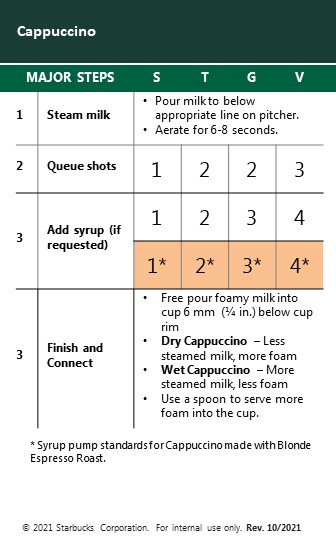 Cappuccino
MAJOR STEPS S T G V
1 Steam milk
• Pour milk to below
appropriate line on pitcher.
• Aerate for 6-8 seconds.
2 Queue shots 1 2 2 3
3 Add syrup (if
requested)
1 2 3 4
1* 2* 3* 4*
3 Finish and
Connect
• Free pour foamy milk into
cup 6 mm (¼ in.) below cup
rim
• Dry Cappuccino – Less
steamed milk, more foam
• Wet Cappuccino – More
steamed milk, less foam
• Use a spoon to serve more
foam into the cup.
* Syrup pump standards for Cappuccino made with Blonde
Espresso Roast.
© 2021 Starbucks Corporation. For internal use only. Rev. 10/2021